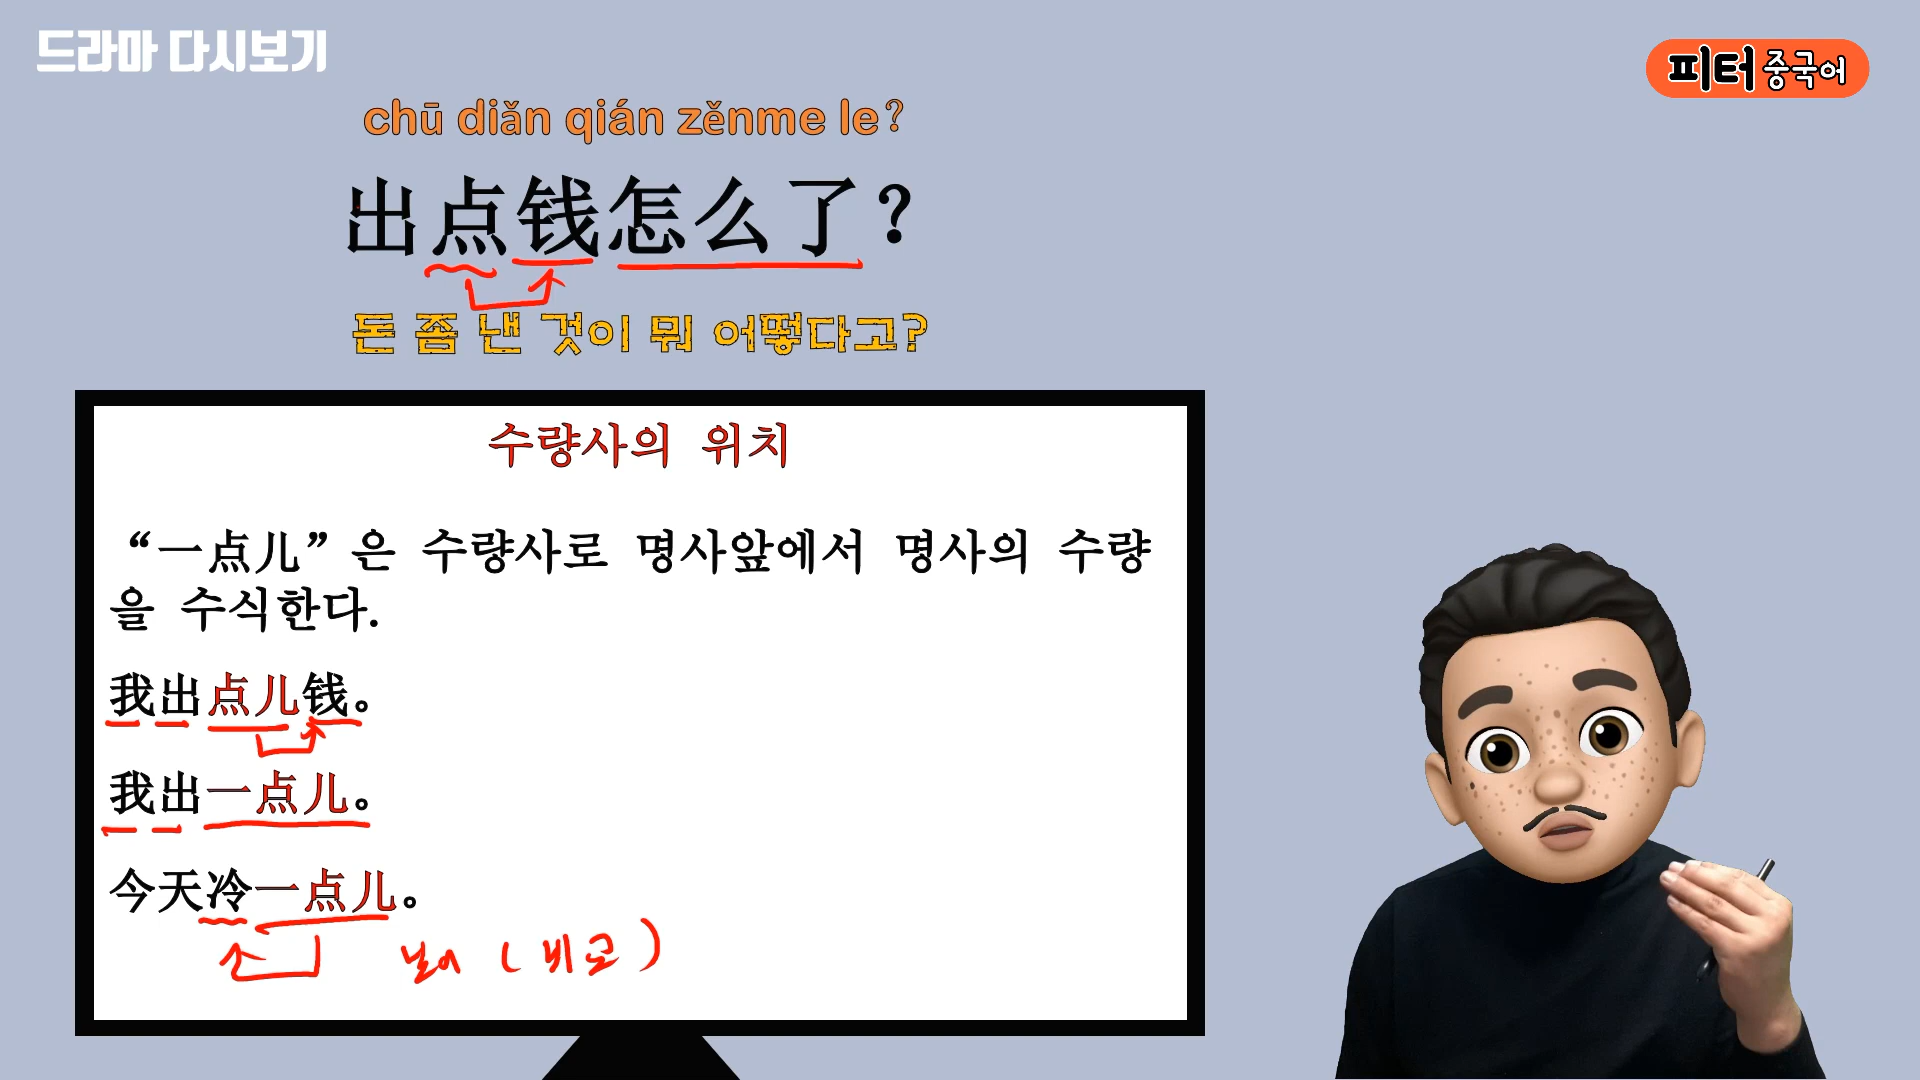 드라마 다시보기
피터 중국어
chū diǎn qián zěnme le?
出点钱怎么了？
돈 좀 낸 것이 뭐 어떻다고?
수량사의 위치
“一点儿”은 수량사로 명사앞에서 명사의 수량
을 수식한다.
我出点儿钱。
我出一点儿。
今天冷一点儿。
(비교)